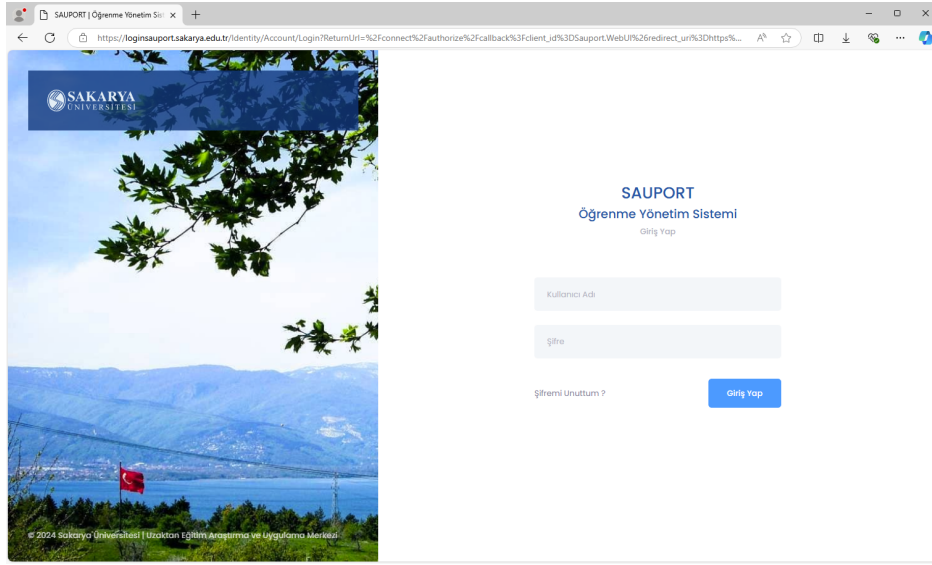 SAUPORT | Öğrenme Yönetim Sist
https://loginsauport.sakarya.edu.tr/Identity/Account/Login?ReturnUrl=%2Fconnect%2Fauthorize%2Fcallback%3Fclient_id%3DSauport.WebUI%26redirect_uri%3Dhttps%...
SAKARYA
ÜNİVERSİTESİ
SAUPORT
Öğrenme Yönetim Sistemi
Giriş Yap
Kullanıcı Adı
Şifre
Şifremi Unuttum ?
Giriş Yap
© 2024 Sakarya Üniversitesi | Uzaktan Eğitim Araştırma ve Uygulama Merkezi